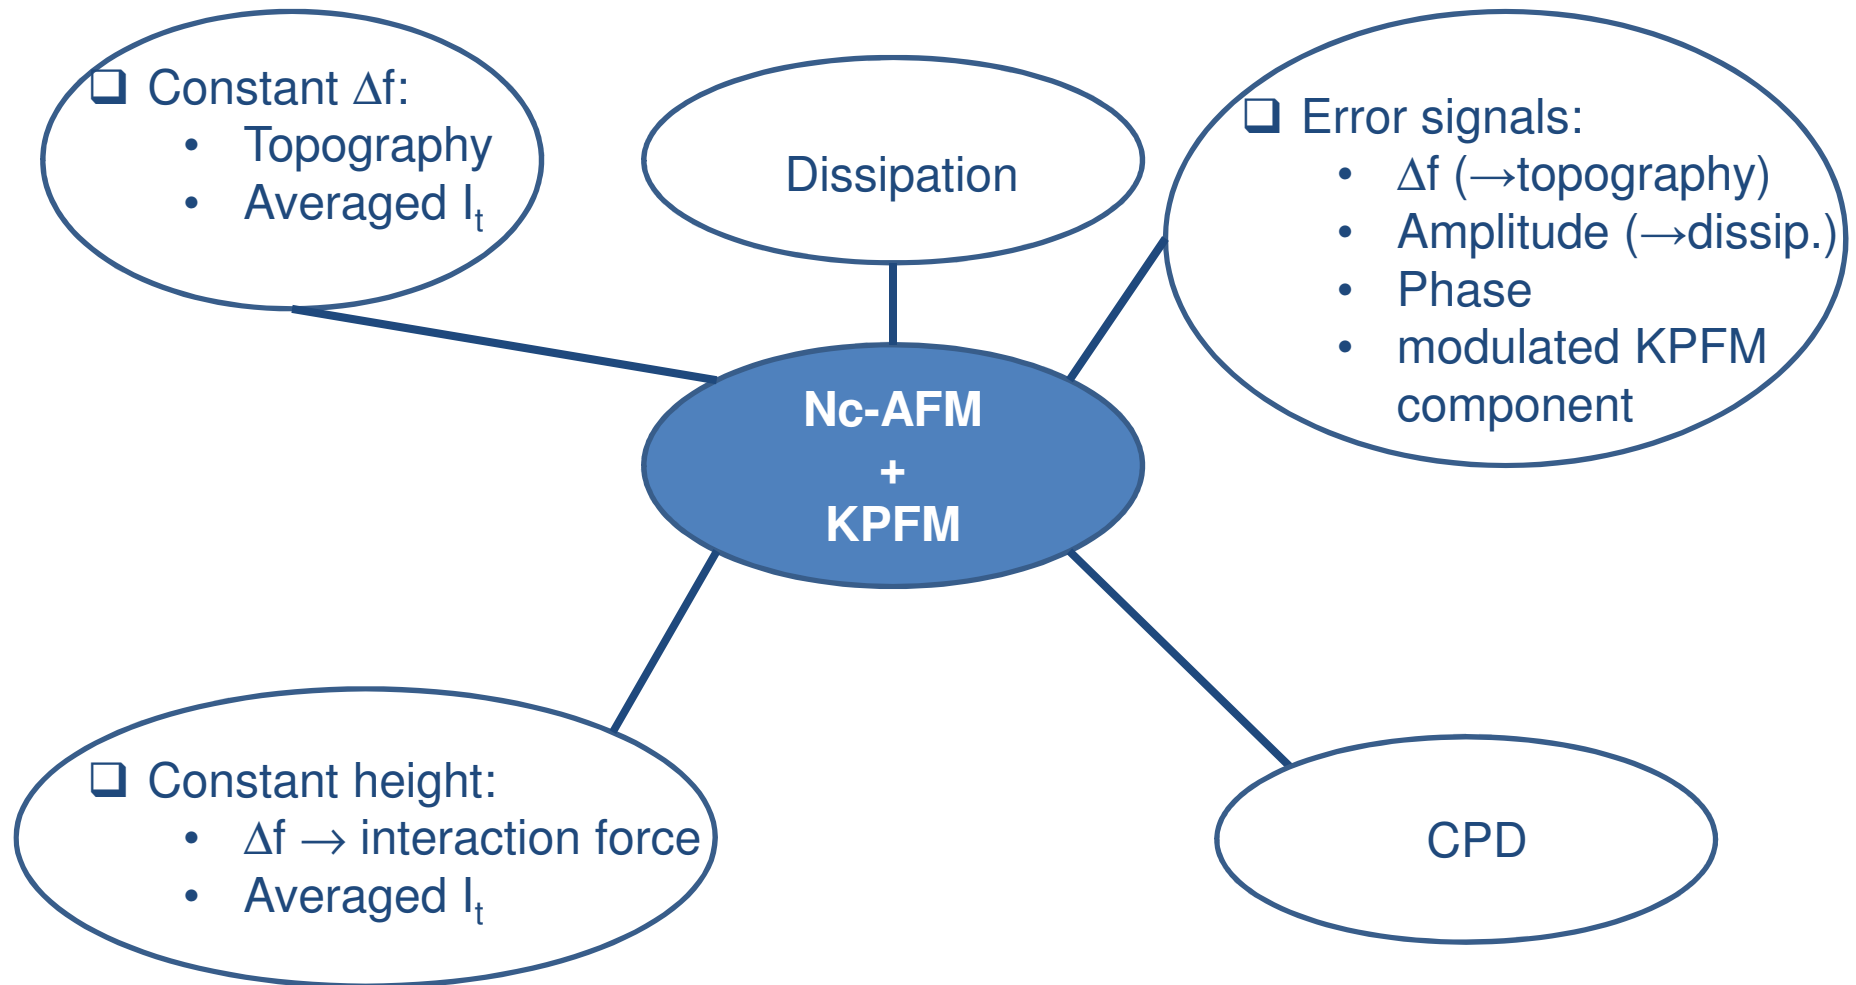 ❑ Constant Δf:
• Topography
• Averaged Iₜ
Dissipation
❑ Error signals:
• Δf (→topography)
• Amplitude (→dissip.)
• Phase
• modulated KPFM
component
Nc-AFM
+
KPFM
❑ Constant height:
• Δf → interaction force
• Averaged Iₜ
CPD